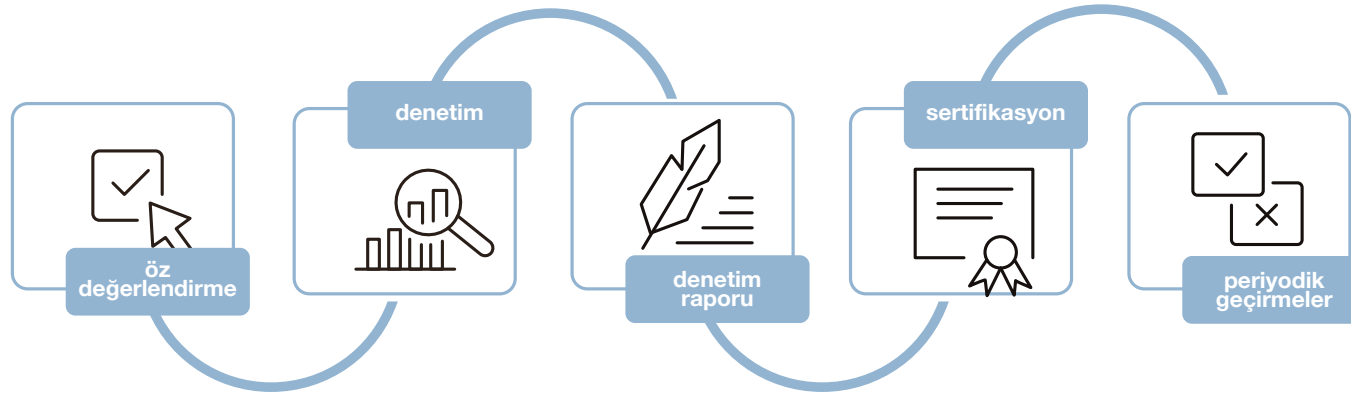 öz
değerlendirme
denetim
denetim
raporu
sertifikasyon
periyodik
geçirmeler